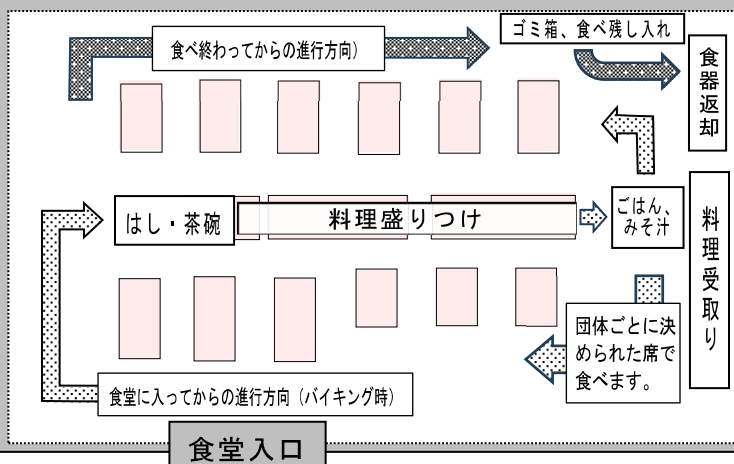 ゴミ箱、食べ残し入れ
食べ終わってからの進行方向）
食器返却
はし・茶碗
料理盛りつけ
ごはん、
みそ汁
料理受取り
団体ごとに決
められた席で
食べます。
食堂に入ってからの進行方向（バイキング時）
食堂入口